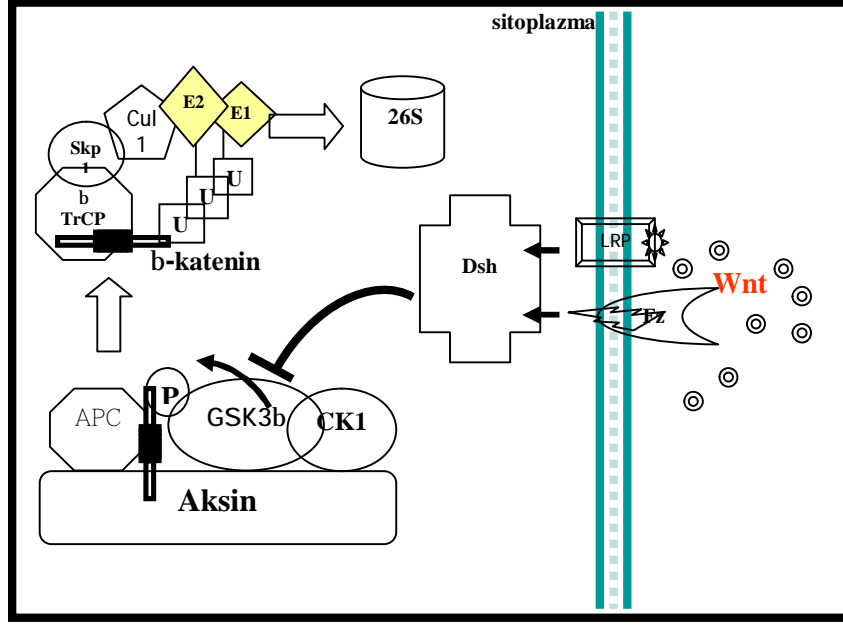 sitoplazma
E2
E1
Cul
1
26S
Skp
1
b
TrCP
U
U
U
b-katenin
LRP
Dsh
Wnt
Fz
P
APC
GSK3b
CK1
Aksin